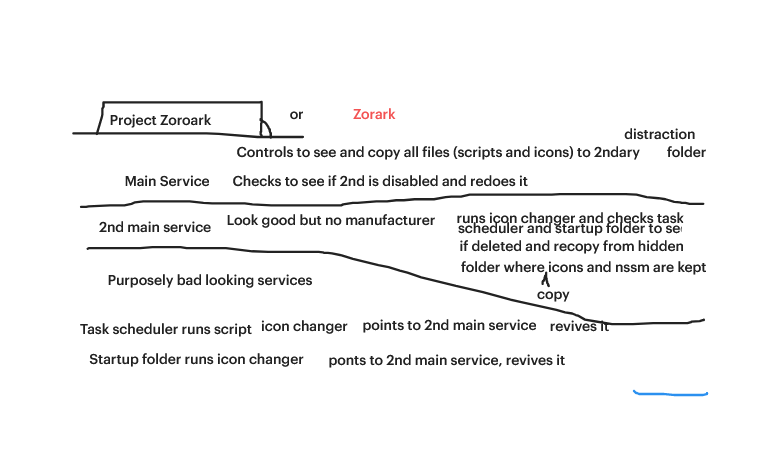 Project Zoroark or Zorark
distraction
Controls to see and copy all files (scripts and icons) to 2ndary folder
Main Service Checks to see if 2nd is disabled and redoes it
2nd main service Look good but no manufacturer runs icon changer and checks task
scheduler and startup folder to se
if deleted and recopy from hidden
folder where icons and nssm are kept
Purposely bad looking services
copy
Task scheduler runs script icon changer points to 2nd main service revives it
Startup folder runs icon changer ponts to 2nd main service, revives it